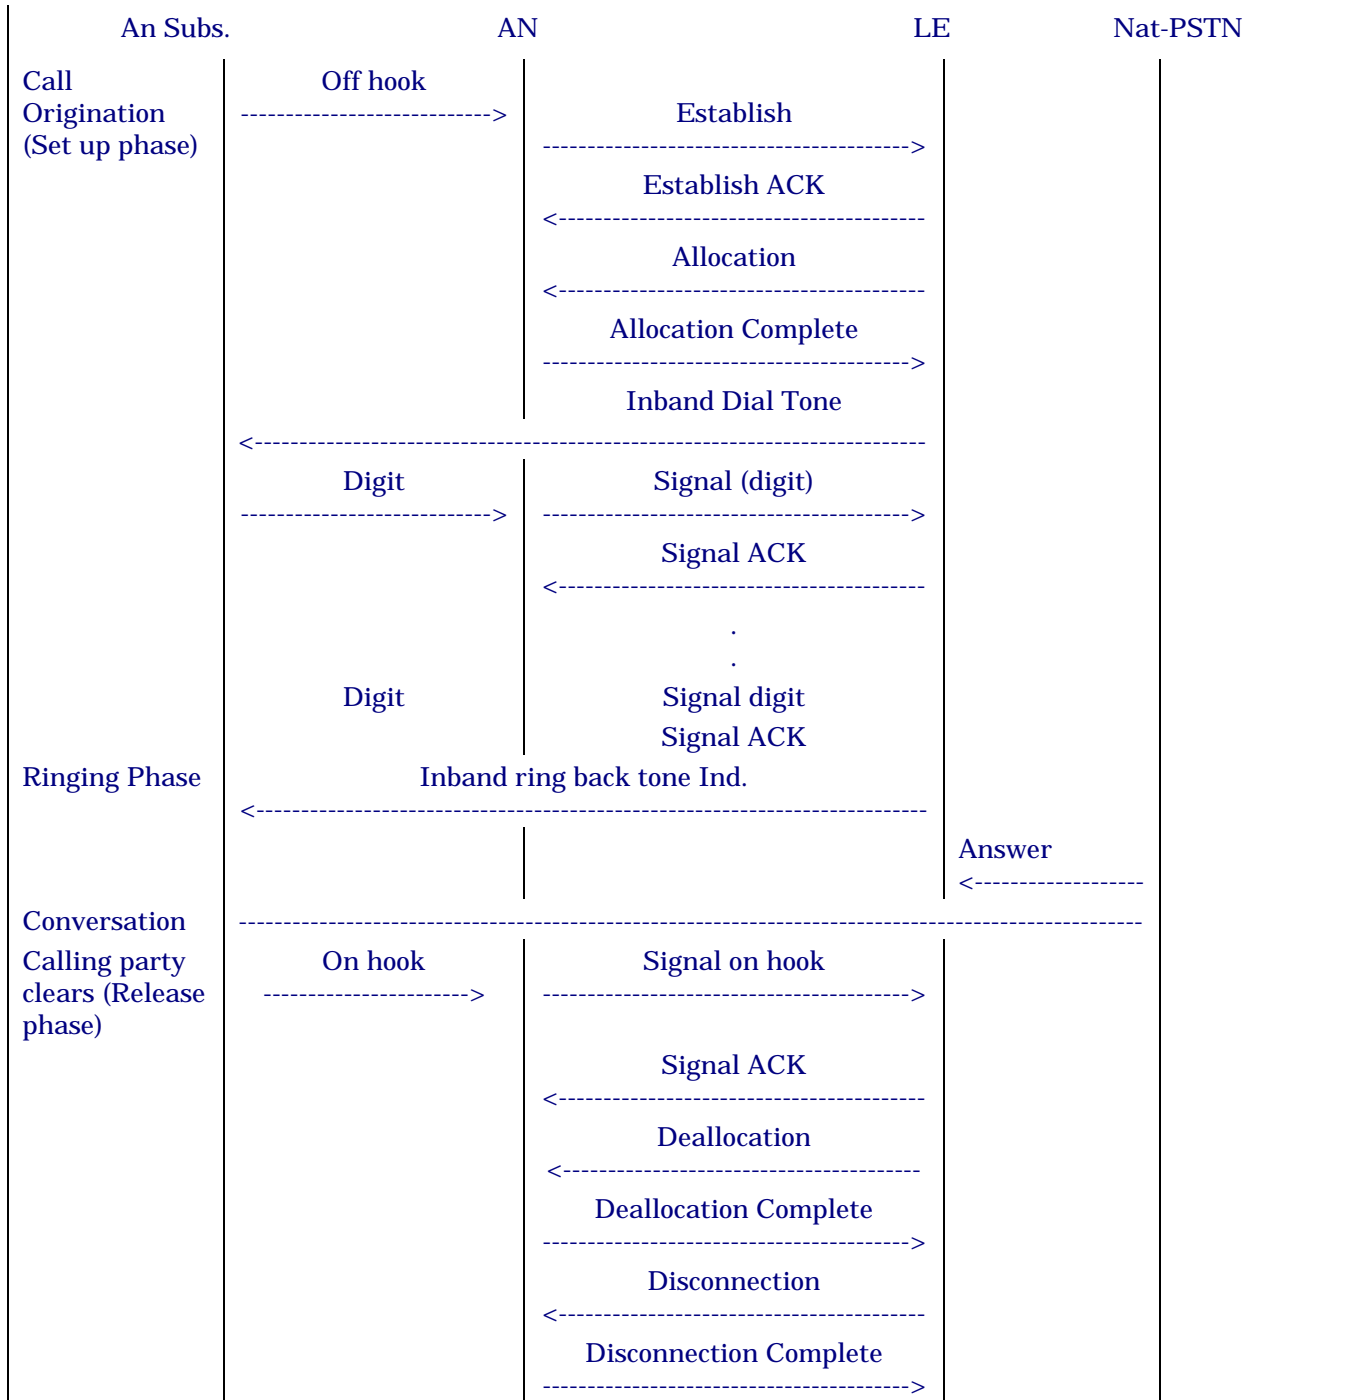 An Subs. AN LE Nat-PSTN
Call Off hook
Origination Establish
(Set up phase)
Establish ACK
Allocation
Allocation Complete
Inband Dial Tone
Digit Signal (digit)
Signal ACK
.
.
Digit Signal digit
Signal ACK
Ringing Phase Inband ring back tone Ind.
Answer
Conversation
Calling party On hook Signal on hook
clears (Release
phase)
Signal ACK
Deallocation
Deallocation Complete
Disconnection
Disconnection Complete